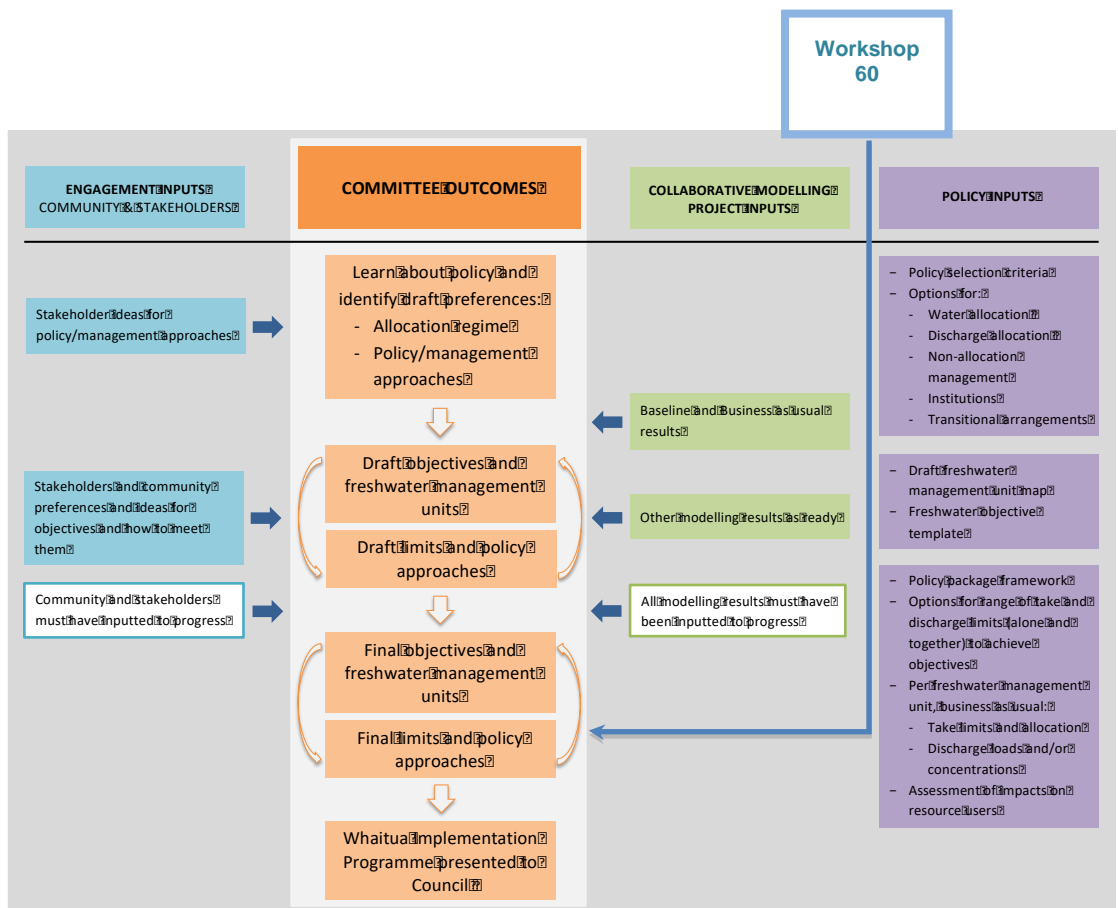 Workshop
60
ENGAGEMENT INPUTS
COMMUNITY & STAKEHOLDERS
COMMITTEE OUTCOMES
COLLABORATIVE MODELLING
PROJECT INPUTS
POLICY INPUTS
Stakeholder ideas for
policy/management approaches
Learn about policy and
identify draft preferences:
- Allocation regime
- Policy/management
approaches
Baseline and Business as usual
results
– Policy selection criteria
– Options for:
- Water allocation
- Discharge allocation
- Non-allocation
management
- Institutions
- Transitional arrangements
Stakeholders and community
preferences and ideas for
objectives and how to meet
them
Draft objectives and
freshwater management
units
Draft limits and policy
approaches
Other modelling results as ready
– Draft freshwater
management unit map
– Freshwater objective
template
Community and stakeholders
must have inputted to progress
All modelling results must have
been inputted to progress
Final objectives and
freshwater management
units
Final limits and policy
approaches
– Policy package framework
– Options for range of take and
discharge limits (alone and
together) to achieve
objectives
– Per freshwater management
unit, business as usual:
- Take limits and allocation
- Discharge loads and/or
concentrations
– Assessment of impacts on
resource users
Whaitua Implementation
Programme presented to
Council